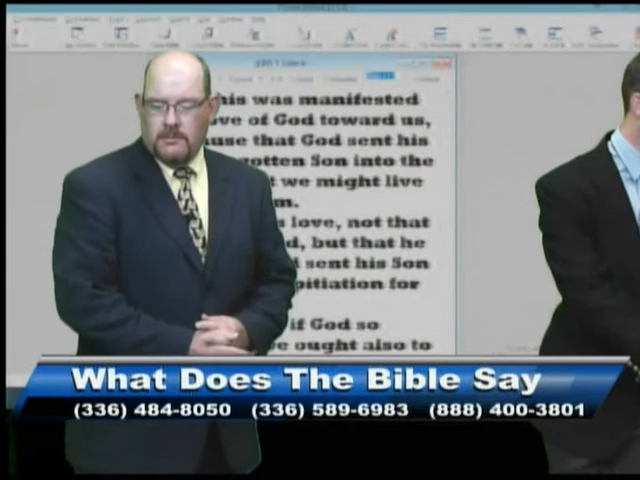 his was manifested
ove of God toward us,
use that God sent his
gotten Son into the
t we might live
m.
s love, not that
d, but that he
sent his Son
pitiation for
if God so
e ought also to
What Does The Bible Say
(336) 484-8050 (336) 589-6983 (888) 400-3801